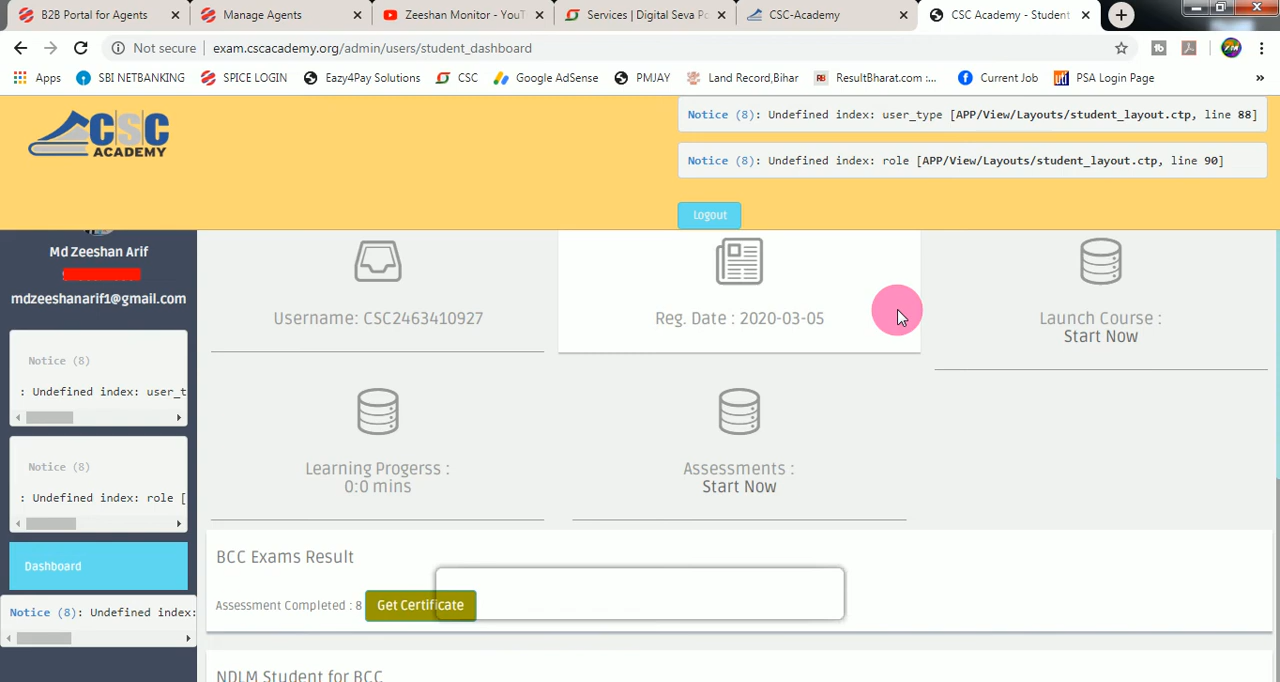 B2B Portal for Agents
Manage Agents
Zeeshan Monitor - YouT
Services | Digital Seva Po
CSC-Academy
CSC Academy - Student
Not secure
exam.cscacademy.org/admin/users/student_dashboard
Apps
SBI NETBANKING
SPICE LOGIN
Eazy4Pay Solutions
CSC
Google AdSense
PMJAY
Land Record,Bihar
ResultBharat.com :...
Current Job
PSA Login Page
»
CSC
ACADEMY
Notice (8): Undefined index: user_type [APP/View/Layouts/student_layout.ctp, line 88]
Notice (8): Undefined index: role [APP/View/Layouts/student_layout.ctp, line 90]
Logout
Md Zeeshan Arif
mdzeeshanarif1@gmail.com
Notice (8)
: Undefined index: user_t
Notice (8)
: Undefined index: role [
Dashboard
Notice (8): Undefined index:
Username: CSC2463410927
Reg. Date : 2020-03-05
Launch Course :
Start Now
Learning Progerss :
0:0 mins
Assessments :
Start Now
BCC Exams Result
Assessment Completed : 8
Get Certificate
NDLM Student for BCC